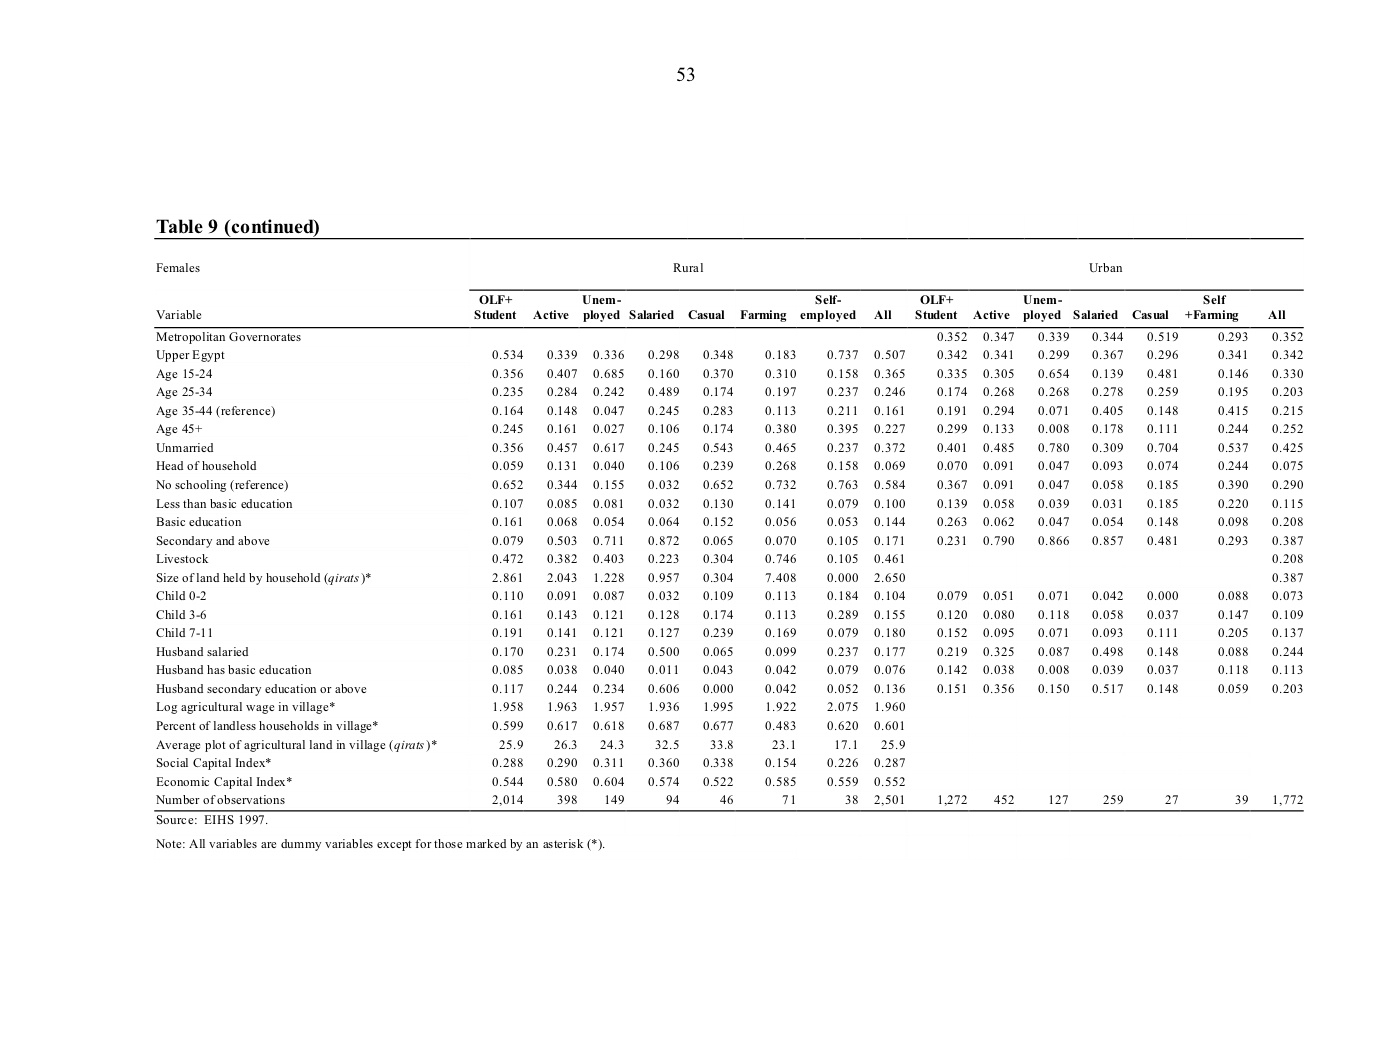 53
Table 9 (continued)
Females Rural Urban
OLF+ Unem- Self- OLF+ Unem- Self
Variable Student Active ployed Salaried Casual Farming employed All Student Active ployed Salaried Casual +Farming All
Metropolitan Governorates 0.352 0.347 0.339 0.344 0.519 0.293 0.352
Upper Egypt 0.534 0.339 0.336 0.298 0.348 0.183 0.737 0.507 0.342 0.341 0.299 0.367 0.296 0.341 0.342
Age 15-24 0.356 0.407 0.685 0.160 0.370 0.310 0.158 0.365 0.335 0.305 0.654 0.139 0.481 0.146 0.330
Age 25-34 0.235 0.284 0.242 0.489 0.174 0.197 0.237 0.246 0.174 0.268 0.268 0.278 0.259 0.195 0.203
Age 35-44 (reference) 0.164 0.148 0.047 0.245 0.283 0.113 0.211 0.161 0.191 0.294 0.071 0.405 0.148 0.415 0.215
Age 45+ 0.245 0.161 0.027 0.106 0.174 0.380 0.395 0.227 0.299 0.133 0.008 0.178 0.111 0.244 0.252
Unmarried 0.356 0.457 0.617 0.245 0.543 0.465 0.237 0.372 0.401 0.485 0.780 0.309 0.704 0.537 0.425
Head of household 0.059 0.131 0.040 0.106 0.239 0.268 0.158 0.069 0.070 0.091 0.047 0.093 0.074 0.244 0.075
No schooling (reference) 0.652 0.344 0.155 0.032 0.652 0.732 0.763 0.584 0.367 0.091 0.047 0.058 0.185 0.390 0.290
Less than basic education 0.107 0.085 0.081 0.032 0.130 0.141 0.079 0.100 0.139 0.058 0.039 0.031 0.185 0.220 0.115
Basic education 0.161 0.068 0.054 0.064 0.152 0.056 0.053 0.144 0.263 0.062 0.047 0.054 0.148 0.098 0.208
Secondary and above 0.079 0.503 0.711 0.872 0.065 0.070 0.105 0.171 0.231 0.790 0.866 0.857 0.481 0.293 0.387
Livestock 0.472 0.382 0.403 0.223 0.304 0.746 0.105 0.461 0.208
Size of land held by household (qirats)* 2.861 2.043 1.228 0.957 0.304 7.408 0.000 2.650 0.387
Child 0-2 0.110 0.091 0.087 0.032 0.109 0.113 0.184 0.104 0.079 0.051 0.071 0.042 0.000 0.088 0.073
Child 3-6 0.161 0.143 0.121 0.128 0.174 0.113 0.289 0.155 0.120 0.080 0.118 0.058 0.037 0.147 0.109
Child 7-11 0.191 0.141 0.121 0.127 0.239 0.169 0.079 0.180 0.152 0.095 0.071 0.093 0.111 0.205 0.137
Husband salaried 0.170 0.231 0.174 0.500 0.065 0.099 0.237 0.177 0.219 0.325 0.087 0.498 0.148 0.088 0.244
Husband has basic education 0.085 0.038 0.040 0.011 0.043 0.042 0.079 0.076 0.142 0.038 0.008 0.039 0.037 0.118 0.113
Husband secondary education or above 0.117 0.244 0.234 0.606 0.000 0.042 0.052 0.136 0.151 0.356 0.150 0.517 0.148 0.059 0.203
Log agricultural wage in village* 1.958 1.963 1.957 1.936 1.995 1.922 2.075 1.960
Percent of landless households in village* 0.599 0.617 0.618 0.687 0.677 0.483 0.620 0.601
Average plot of agricultural land in village (qirats)* 25.9 26.3 24.3 32.5 33.8 23.1 17.1 25.9
Social Capital Index* 0.288 0.290 0.311 0.360 0.338 0.154 0.226 0.287
Economic Capital Index* 0.544 0.580 0.604 0.574 0.522 0.585 0.559 0.552
Number of observations 2,014 398 149 94 46 71 38 2,501 1,272 452 127 259 27 39 1,772
Source: EIHS 1997.
Note: All variables are dummy variables except for those marked by an asterisk (*).